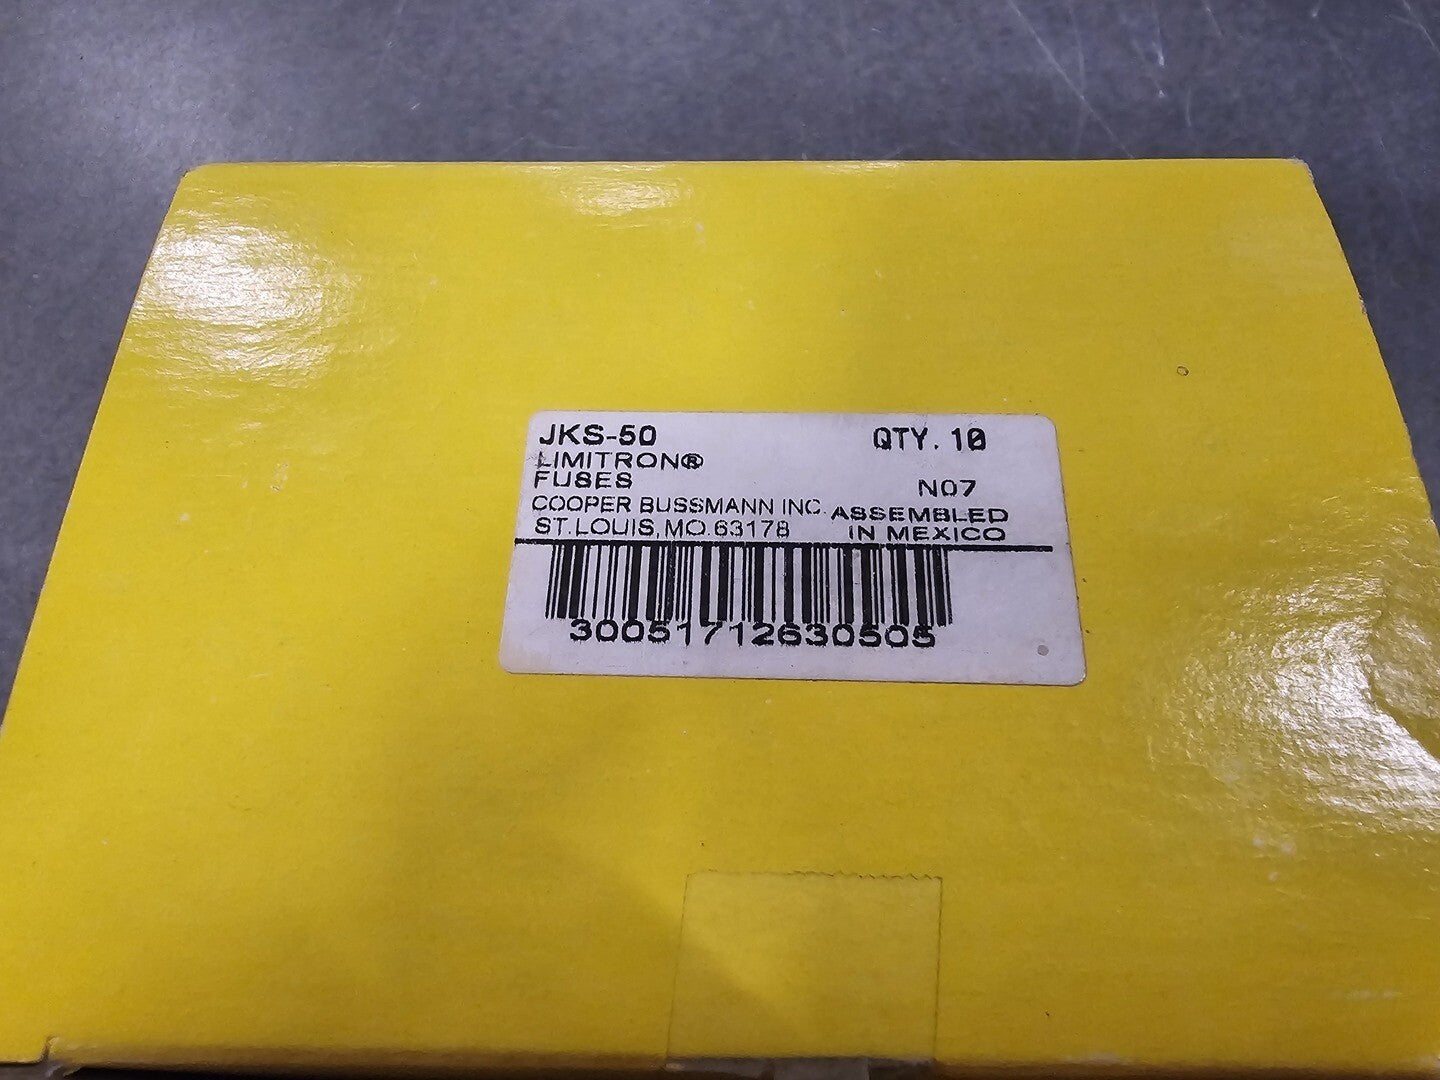 JKS-50 QTY. 10
LIMITRON®
FUSES N07
COOPER BUSSMANN INC. ASSEMBLED
ST. LOUIS, MO. 63178 IN MEXICO
30051712630505